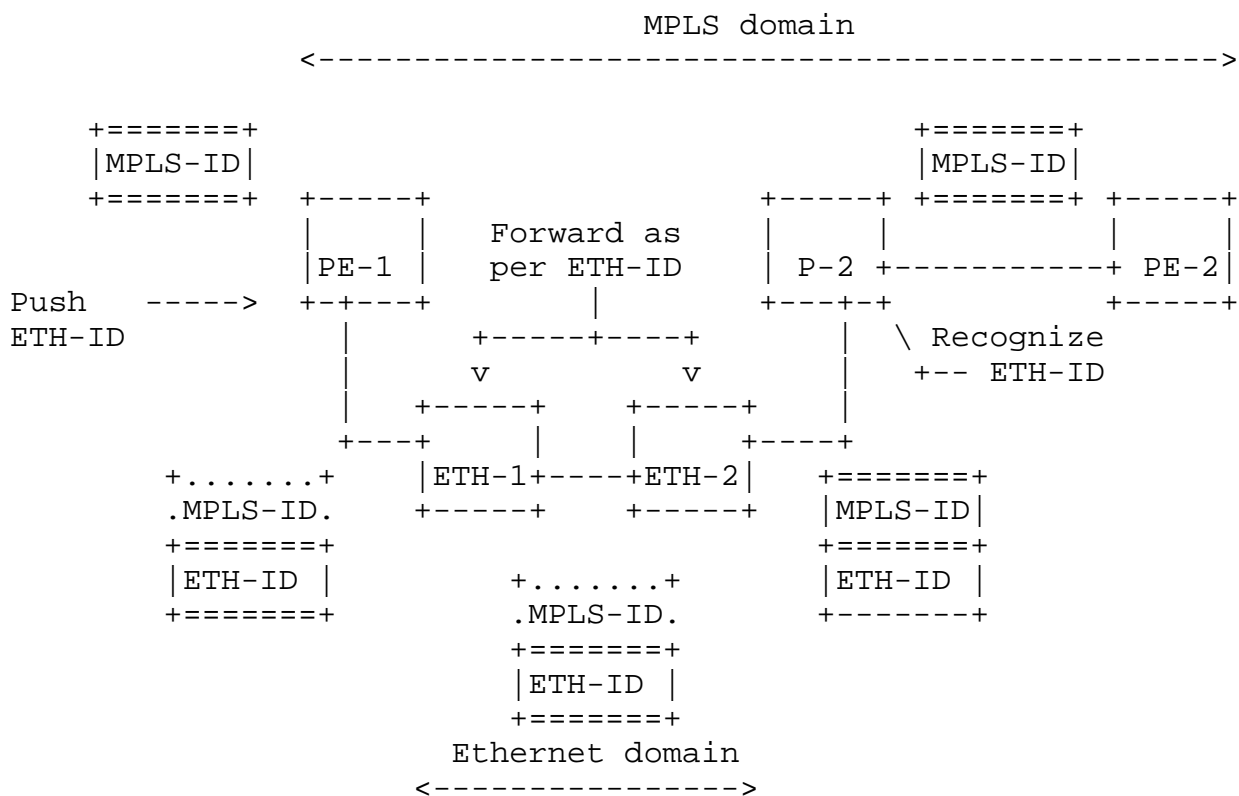 MPLS domain
               <----------------------------------------------->

    +=======+                                  +=======+
    |MPLS-ID|                                  |MPLS-ID|
    +=======+  +-----+                 +-----+ +=======+ +-----+
               |     |   Forward as    |     |           |     |
               |PE-1 |   per ETH-ID    | P-2 +-----------+ PE-2|
Push   ----->  +-+---+        |        +---+-+           +-----+
ETH-ID           |      +-----+----+       |  \ Recognize
                 |      v          v       |   +-- ETH-ID
                 |   +-----+    +-----+    |
                 +---+     |    |     +----+
        +.......+    |ETH-1+----+ETH-2|   +=======+
        .MPLS-ID.    +-----+    +-----+   |MPLS-ID|
        +=======+                         +=======+
        |ETH-ID |         +.......+       |ETH-ID |
        +=======+         .MPLS-ID.       +-------+
                          +=======+
                          |ETH-ID |
                          +=======+
                       Ethernet domain
                     <---------------->